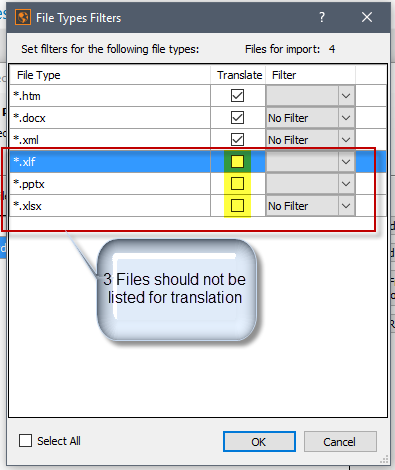 File Types Filters
Set filters for the following file types: Files for import: 4
File Type Translate Filter
*.htm
*.docx No Filter
*.xml No Filter
*.xlf
*.pptx
*.xlsx No Filter
3 Files should not be
listed for translation
Select All OK Cancel